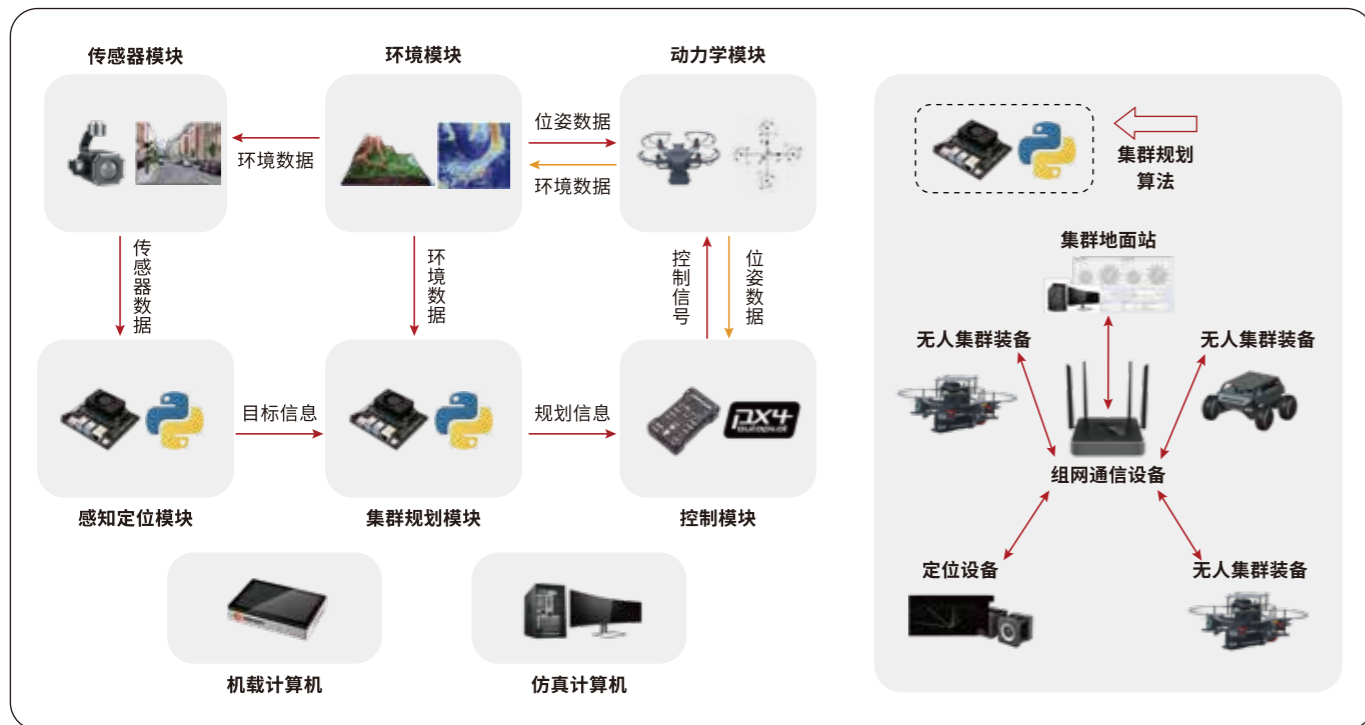 传感器模块
环境模块
动力学模块
环境数据
位姿数据
环境数据
传感器数据
环境数据
控制信号
位姿数据
目标信息
规划信息
px4
autopilot
感知定位模块
集群规划模块
控制模块
机载计算机
仿真计算机
集群规划
算法
集群地面站
无人集群装备
无人集群装备
组网通信设备
定位设备
无人集群装备